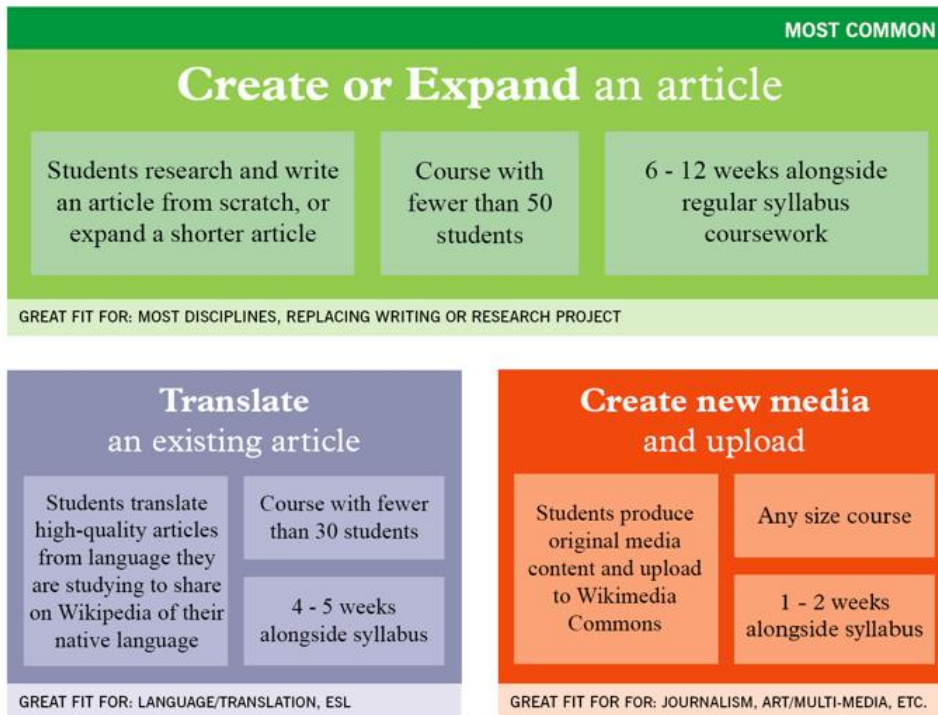 MOST COMMON
Create or Expand an article
Students research and write
an article from scratch, or
expand a shorter article
Course with
fewer than 50
students
6 - 12 weeks alongside
regular syllabus
coursework
GREAT FIT FOR: MOST DISCIPLINES, REPLACING WRITING OR RESEARCH PROJECT
Translate
an existing article
Students translate
high-quality articles
from language they
are studying to share
on Wikipedia of their
native language
Course with fewer
than 30 students
4 - 5 weeks
alongside syllabus
GREAT FIT FOR: LANGUAGE/TRANSLATION, ESL
Create new media
and upload
Students produce
original media
content and upload
to Wikimedia
Commons
Any size course
1 - 2 weeks
alongside syllabus
GREAT FIT FOR FOR: JOURNALISM, ART/MULTI-MEDIA, ETC.